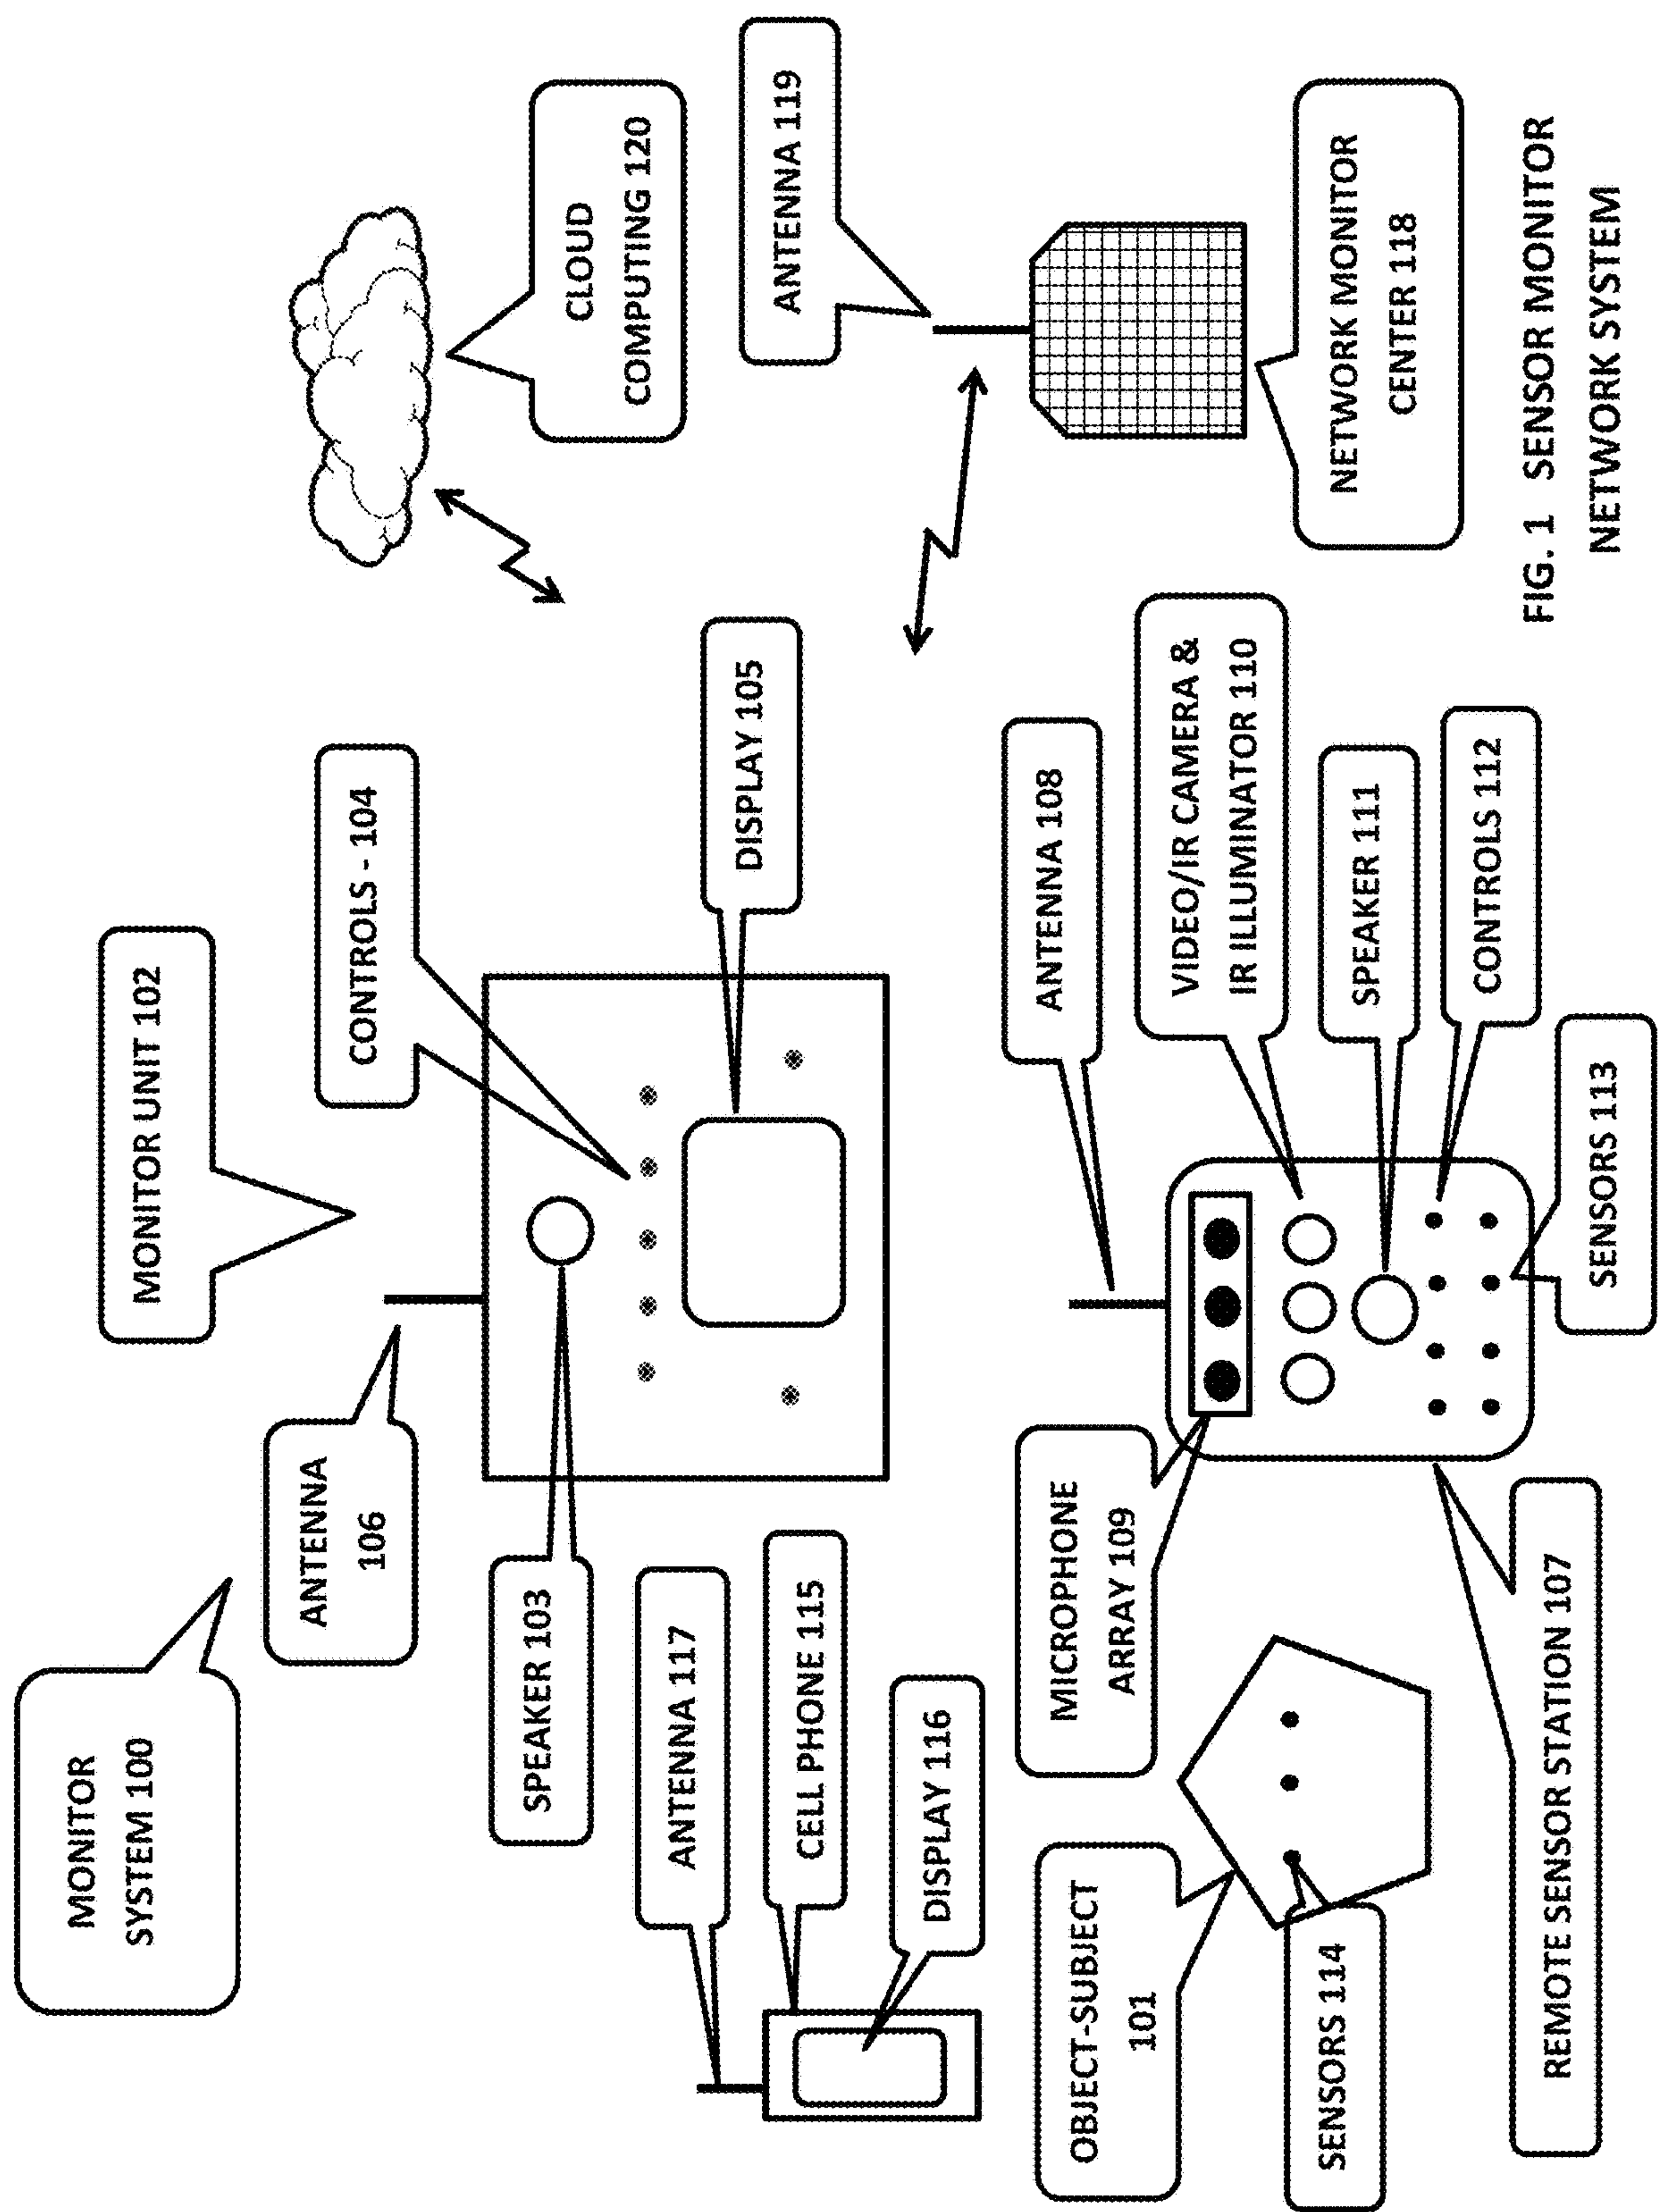 MONITOR
SYSTEM 100
MONITOR UNIT 102
ANTENNA
106
CONTROLS - 104
SPEAKER 103
DISPLAY 105
ANTENNA 117
CELL PHONE 115
DISPLAY 116
CLOUD
COMPUTING 120
ANTENNA 119
OBJECT-SUBJECT
101
SENSORS 114
MICROPHONE
ARRAY 109
REMOTE SENSOR STATION 107
ANTENNA 108
VIDEO/IR CAMERA &
IR ILLUMINATOR 110
SPEAKER 111
CONTROLS 112
SENSORS 113
NETWORK MONITOR
CENTER 118
FIG. 1 SENSOR MONITOR
NETWORK SYSTEM